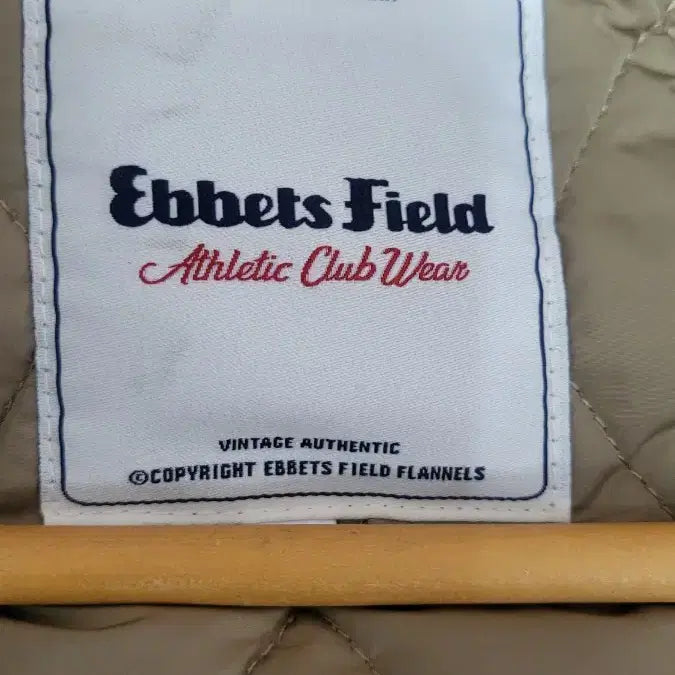 Ebbets Field
Athletic Club Wear
VINTAGE AUTHENTIC
©COPYRIGHT EBBETS FIELD FLANNELS